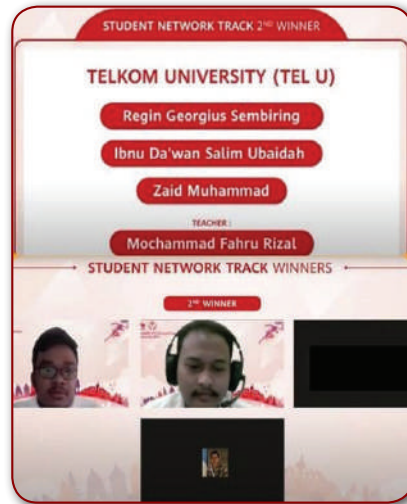 STUDENT NETWORK TRACK 2ND WINNER
TELKOM UNIVERSITY (TEL U)
Regin Georgius Sembiring
Ibnu Da'wan Salim Ubaidah
Zaid Muhammad
TEACHER :
Mochammad Fahru Rizal
STUDENT NETWORK TRACK WINNERS
2ND WINNER